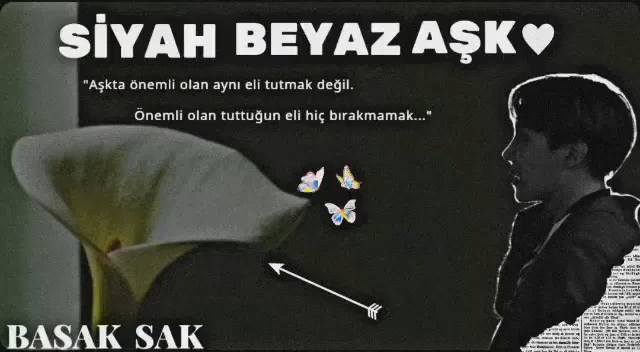 SİYAH BEYAZ AŞK♥
"Aşkta önemli olan aynı eli tutmak değil.
Önemli olan tuttuğun eli hiç bırakmamak..."
BASAK SAK